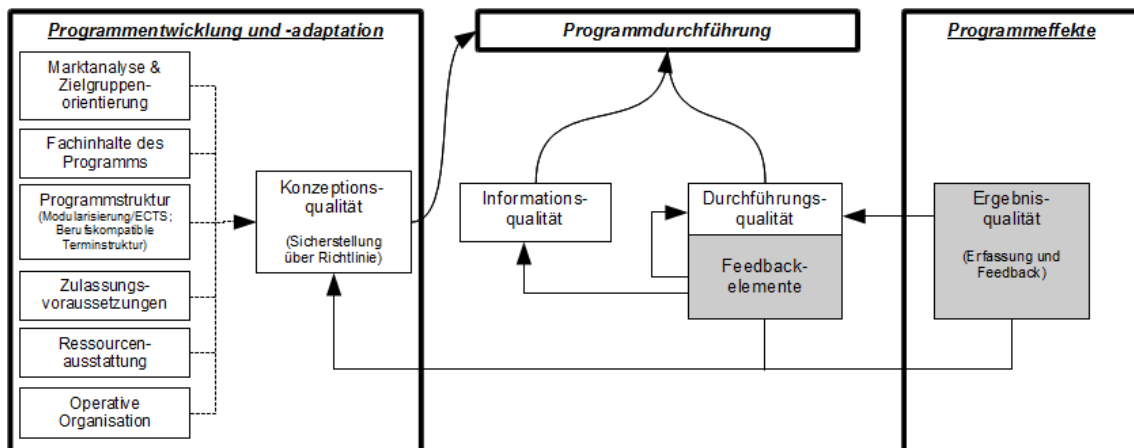 Programmentwicklung und -adaptation
Marktanalyse &
Zielgruppen-
orientierung
Fachinhalte des
Programms
Programmstruktur
(Modularisierung/ECTS;
Berufskompatible
Terminstruktur)
Zulassungs-
voraussetzungen
Ressourcen-
ausstattung
Operative
Organisation
Konzeptions-
qualität
(Sicherstellung
über Richtlinie)
Programmdurchführung
Informations-
qualität
Durchführungs-
qualität
Feedback-
elemente
Programmeffekte
Ergebnis-
qualität
(Erfassung und
Feedback)